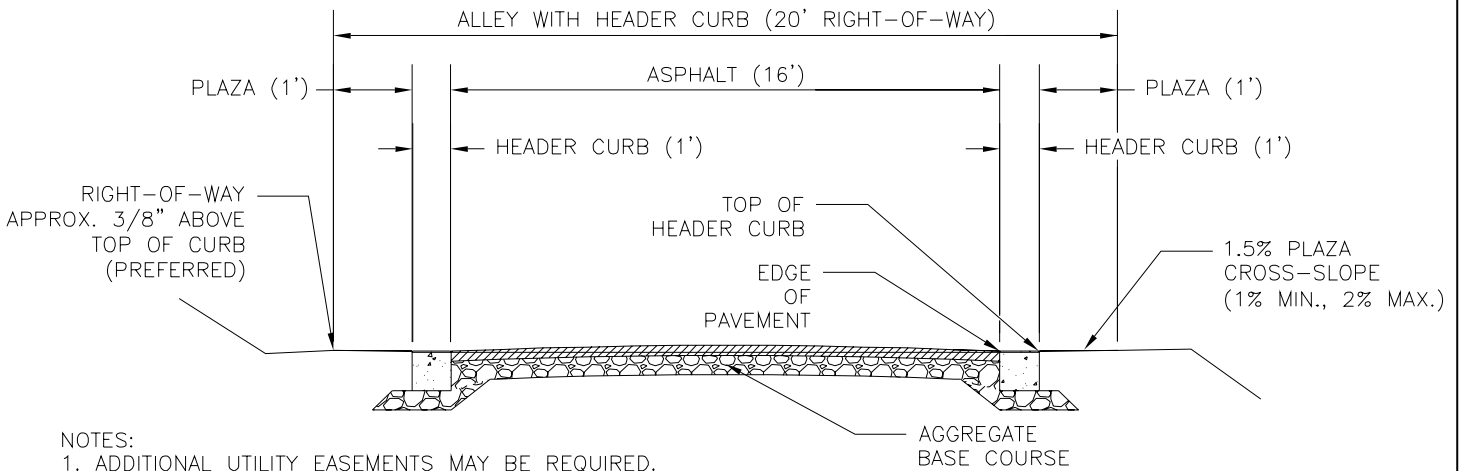 ALLEY WITH HEADER CURB (20' RIGHT-OF-WAY)
ASPHALT (16')
PLAZA (1')
PLAZA (1')
HEADER CURB (1')
HEADER CURB (1')
RIGHT-OF-WAY
APPROX. 3/8" ABOVE
TOP OF CURB
(PREFERRED)
TOP OF
HEADER CURB
EDGE
OF
PAVEMENT
1.5% PLAZA
CROSS-SLOPE
(1% MIN., 2% MAX.)
AGGREGATE
BASE COURSE
NOTES:
1. ADDITIONAL UTILITY EASEMENTS MAY BE REQUIRED.